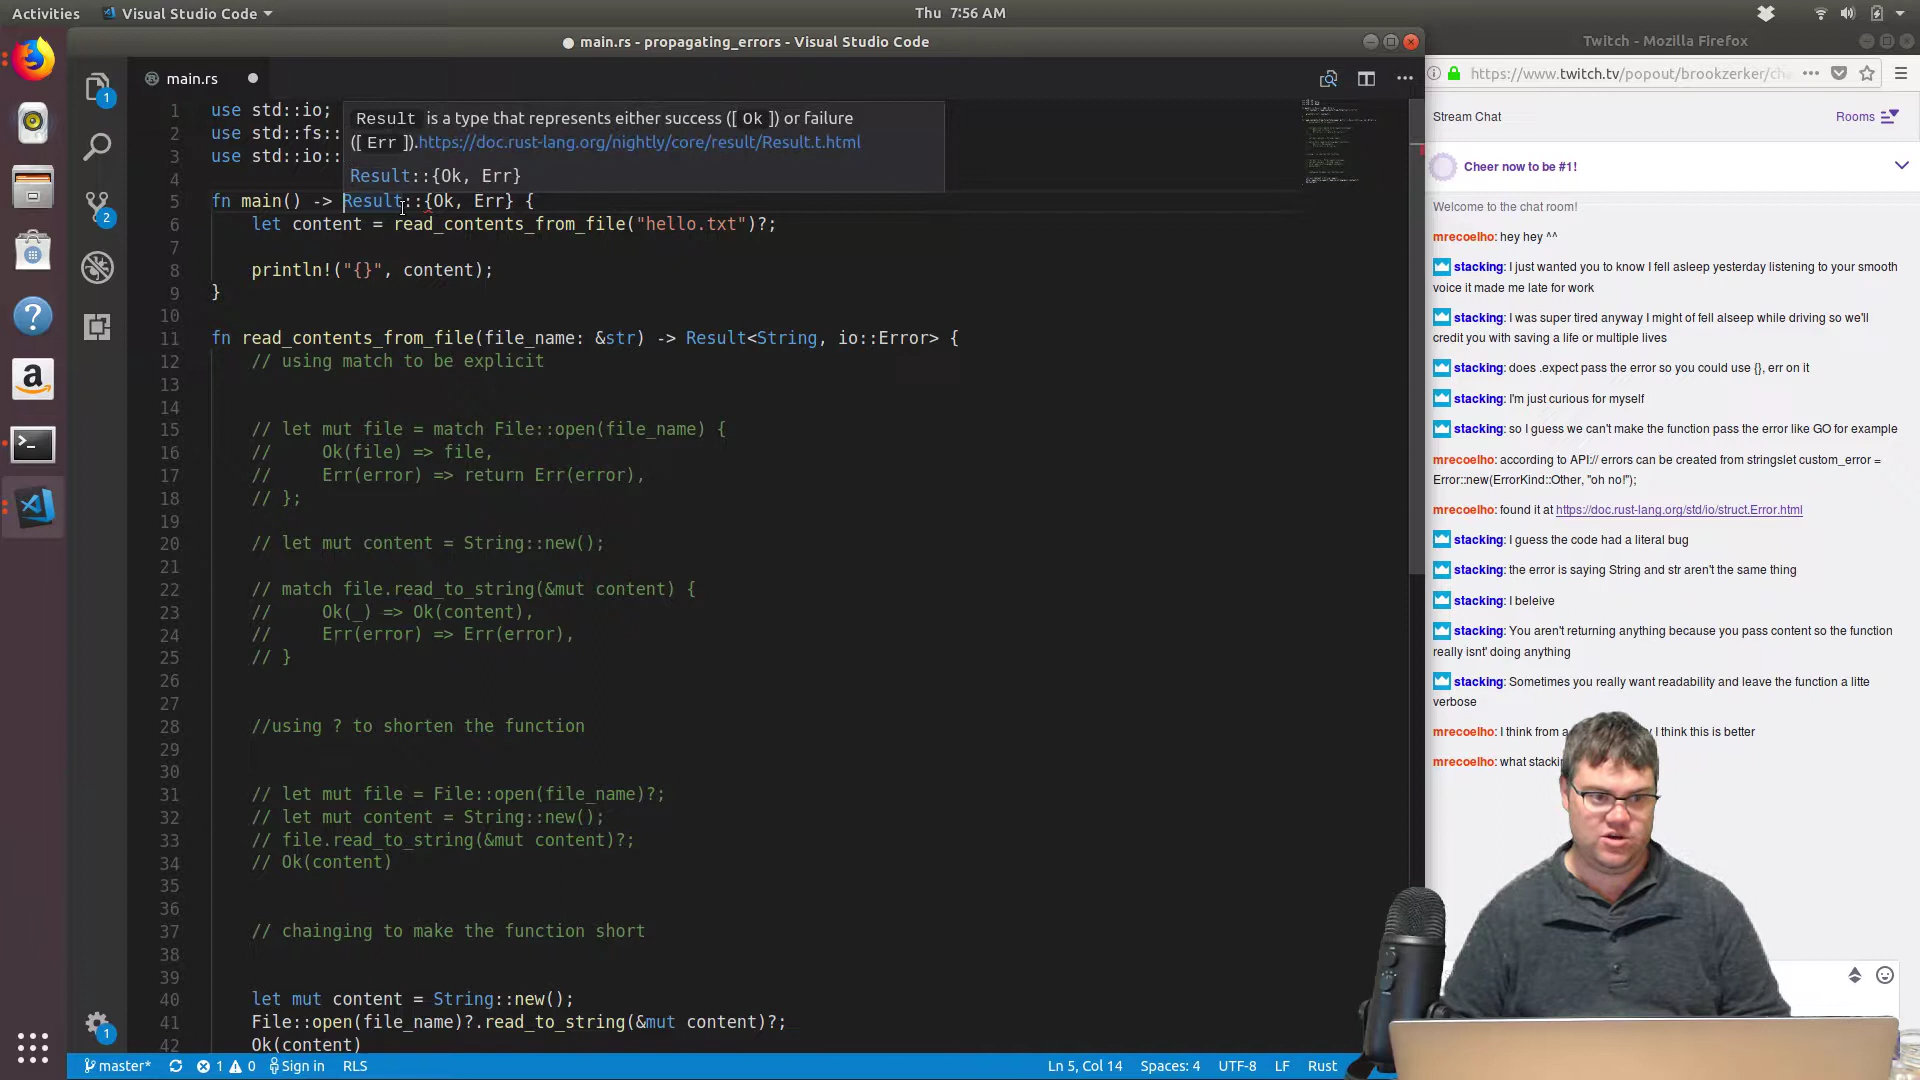 Activities
Visual Studio Code
Thu 7:56 AM
main.rs - propagating_errors - Visual Studio Code
Twitch - Mozilla Firefox
https://www.twitch.tv/popout/brookzerker/ch
main.rs
1 use std::io;
2 use std::fs::
3 use std::io::
4
Result is a type that represents either success ([ Ok ]) or failure
([ Err ]).https://doc.rust-lang.org/nightly/core/result/Result.t.html
Result::{Ok, Err}
5 fn main() -> Result::{Ok, Err} {
6 let content = read_contents_from_file("hello.txt")?;
7
8 println!("{}", content);
9 }
10
11 fn read_contents_from_file(file_name: &str) -> Result<String, io::Error> {
12 // using match to be explicit
13
14
15 // let mut file = match File::open(file_name) {
16 //     Ok(file) => file,
17 //     Err(error) => return Err(error),
18 // };
19
20 // let mut content = String::new();
21
22 // match file.read_to_string(&mut content) {
23 //     Ok(_) => Ok(content),
24 //     Err(error) => Err(error),
25 // }
26
27
28 //using ? to shorten the function
29
30
31 // let mut file = File::open(file_name)?;
32 // let mut content = String::new();
33 // file.read_to_string(&mut content)?;
34 // Ok(content)
35
36
37 // chainging to make the function short
38
39
40 let mut content = String::new();
41 File::open(file_name)?.read_to_string(&mut content)?;
42 Ok(content)
1
2
1
master*
1
0
Sign in
RLS
Ln 5, Col 14
Spaces: 4
UTF-8
LF
Rust
Stream Chat
Rooms
Cheer now to be #1!
Welcome to the chat room!
mrecoelho: hey hey ^^
stacking: I just wanted you to know I fell asleep yesterday listening to your smooth
voice it made me late for work
stacking: I was super tired anyway I might of fell alseep while driving so we'll
credit you with saving a life or multiple lives
stacking: does .expect pass the error so you could use {}, err on it
stacking: I'm just curious for myself
stacking: so I guess we can't make the function pass the error like GO for example
mrecoelho: according to API:// errors can be created from stringslet custom_error =
Error::new(ErrorKind::Other, "oh no!");
mrecoelho: found it at https://doc.rust-lang.org/std/io/struct.Error.html
stacking: I guess the code had a literal bug
stacking: the error is saying String and str aren't the same thing
stacking: I beleive
stacking: You aren't returning anything because you pass content so the function
really isnt' doing anything
stacking: Sometimes you really want readability and leave the function a litte
verbose
mrecoelho: I think from a I think this is better
mrecoelho: what